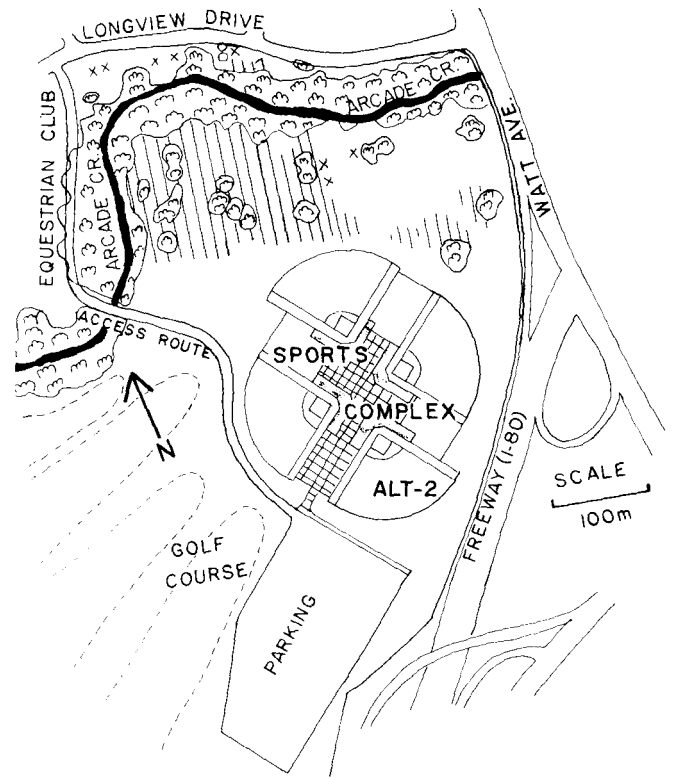 LONGVIEW DRIVE
ARCADE CR.
WATT AVE.
EQUESTRIAN CLUB
ARCADE CR.
ACCESS ROUTE
N
SPORTS
COMPLEX
ALT-2
FREEWAY (I-80)
SCALE
100m
GOLF
COURSE
PARKING